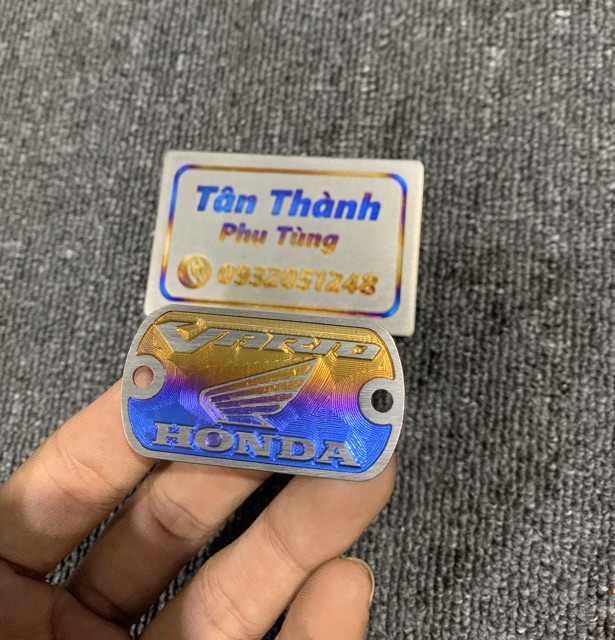 Tân Thành
Phụ Tùng
0932051248
VARIO
HONDA